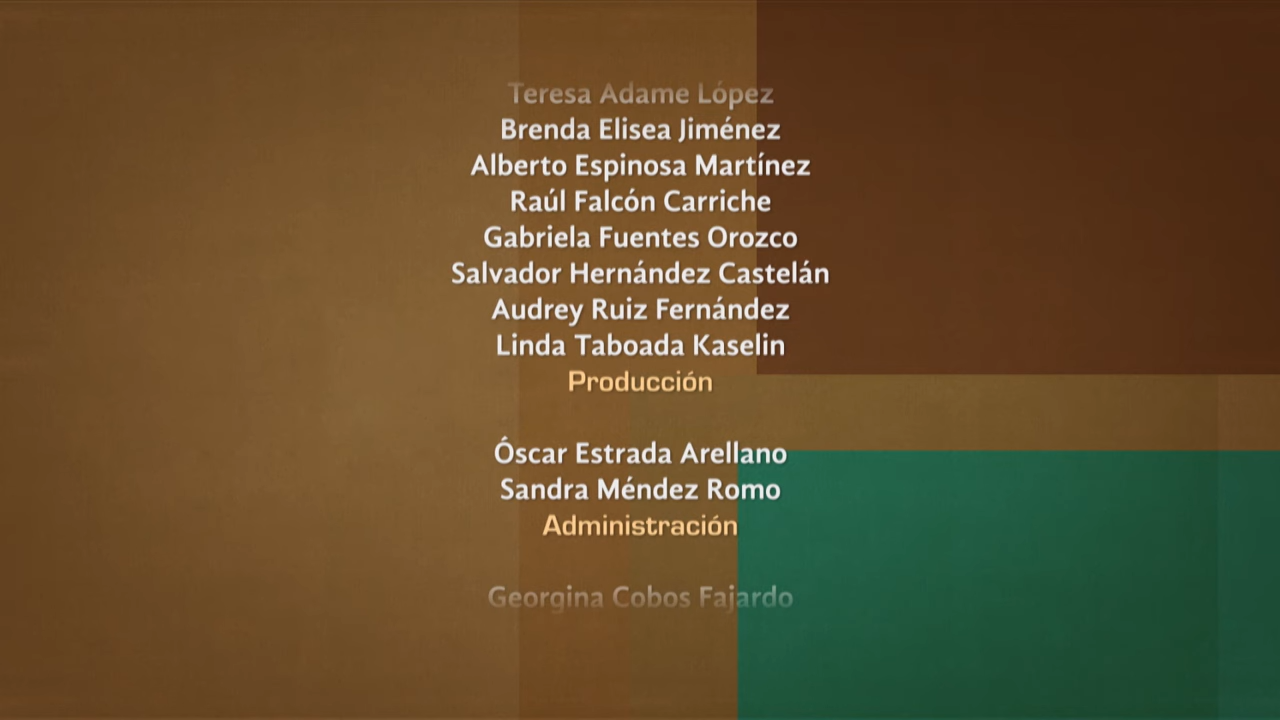 Teresa Adame López
Brenda Elisea Jiménez
Alberto Espinosa Martínez
Raúl Falcón Carriche
Gabriela Fuentes Orozco
Salvador Hernández Castelán
Audrey Ruiz Fernández
Linda Taboada Kaselin
Producción
Óscar Estrada Arellano
Sandra Méndez Romo
Administración
Georgina Cobos Fajardo